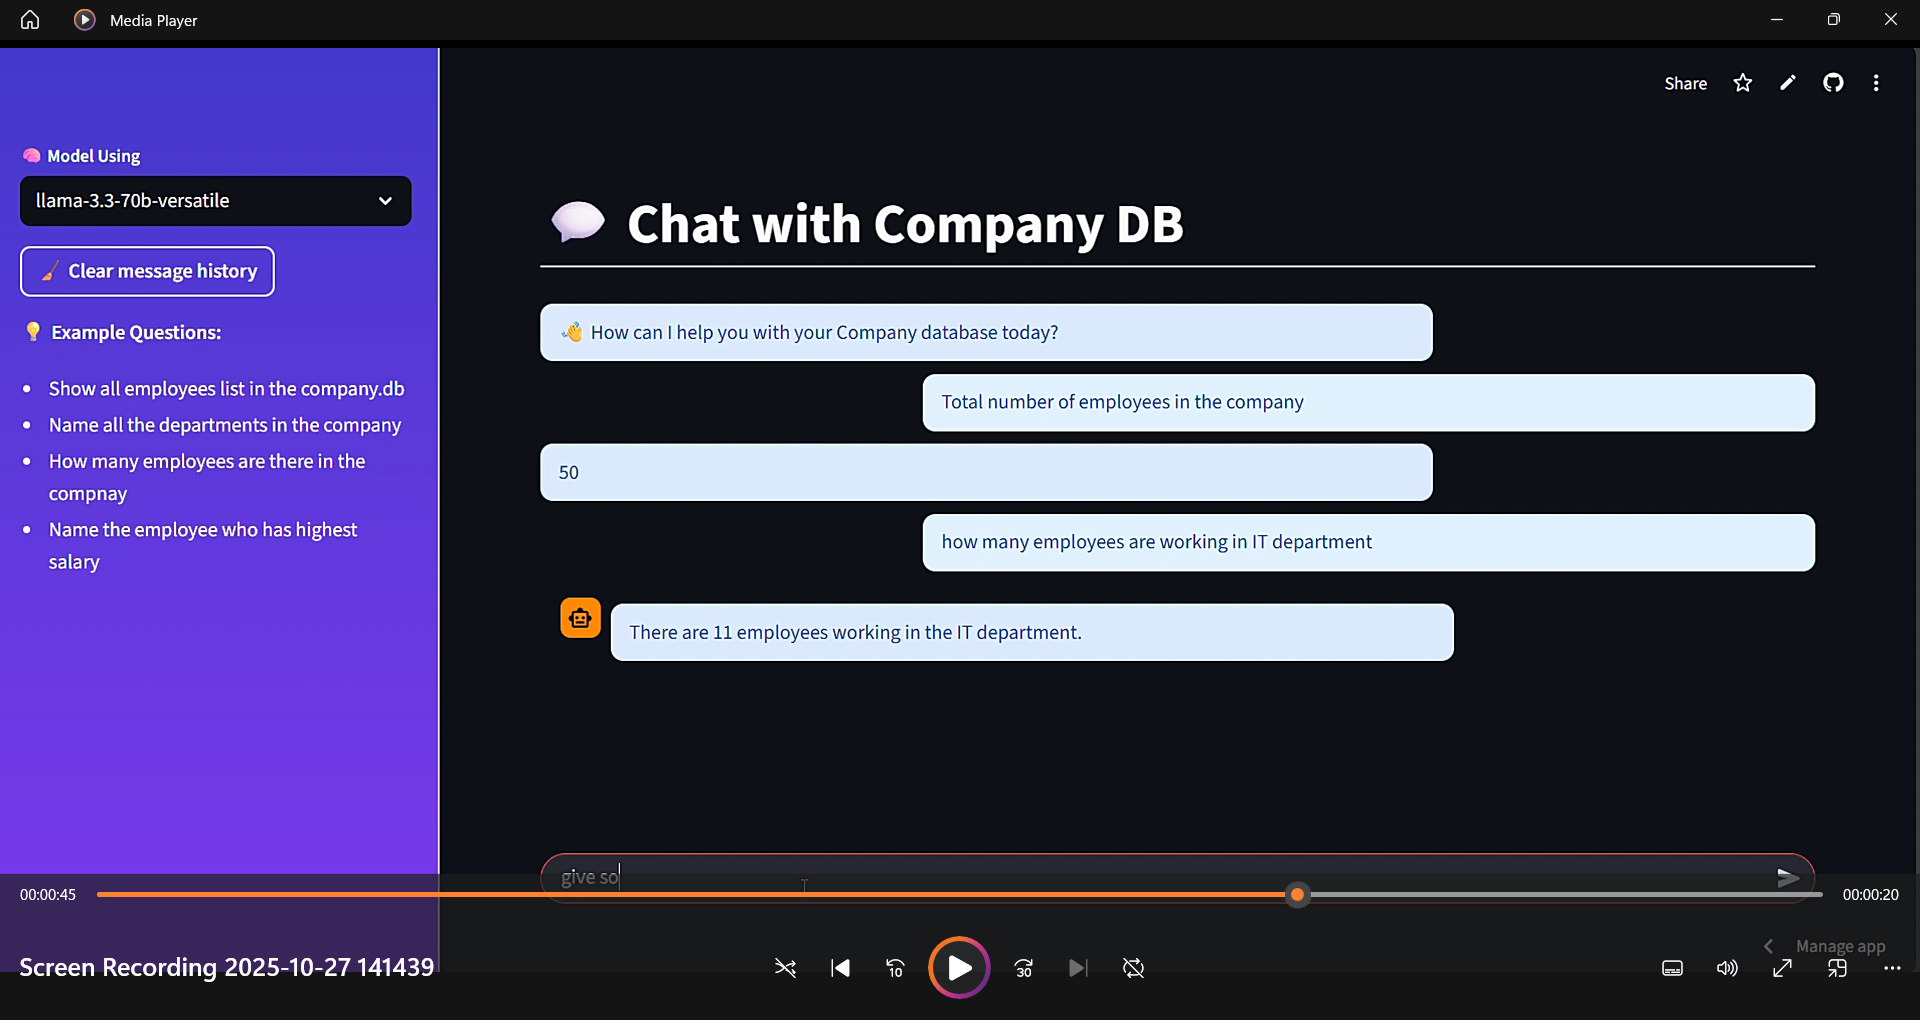 Media Player
Share
🧠 Model Using
llama-3.3-70b-versatile
🧹 Clear message history
💡 Example Questions:
• Show all employees list in the company.db
• Name all the departments in the company
• How many employees are there in the
compnay
• Name the employee who has highest
salary
💬 Chat with Company DB
👋 How can I help you with your Company database today?
Total number of employees in the company
50
how many employees are working in IT department
There are 11 employees working in the IT department.
give so
00:00:45
00:00:20
Manage app
Screen Recording 2025-10-27 141439
10
30